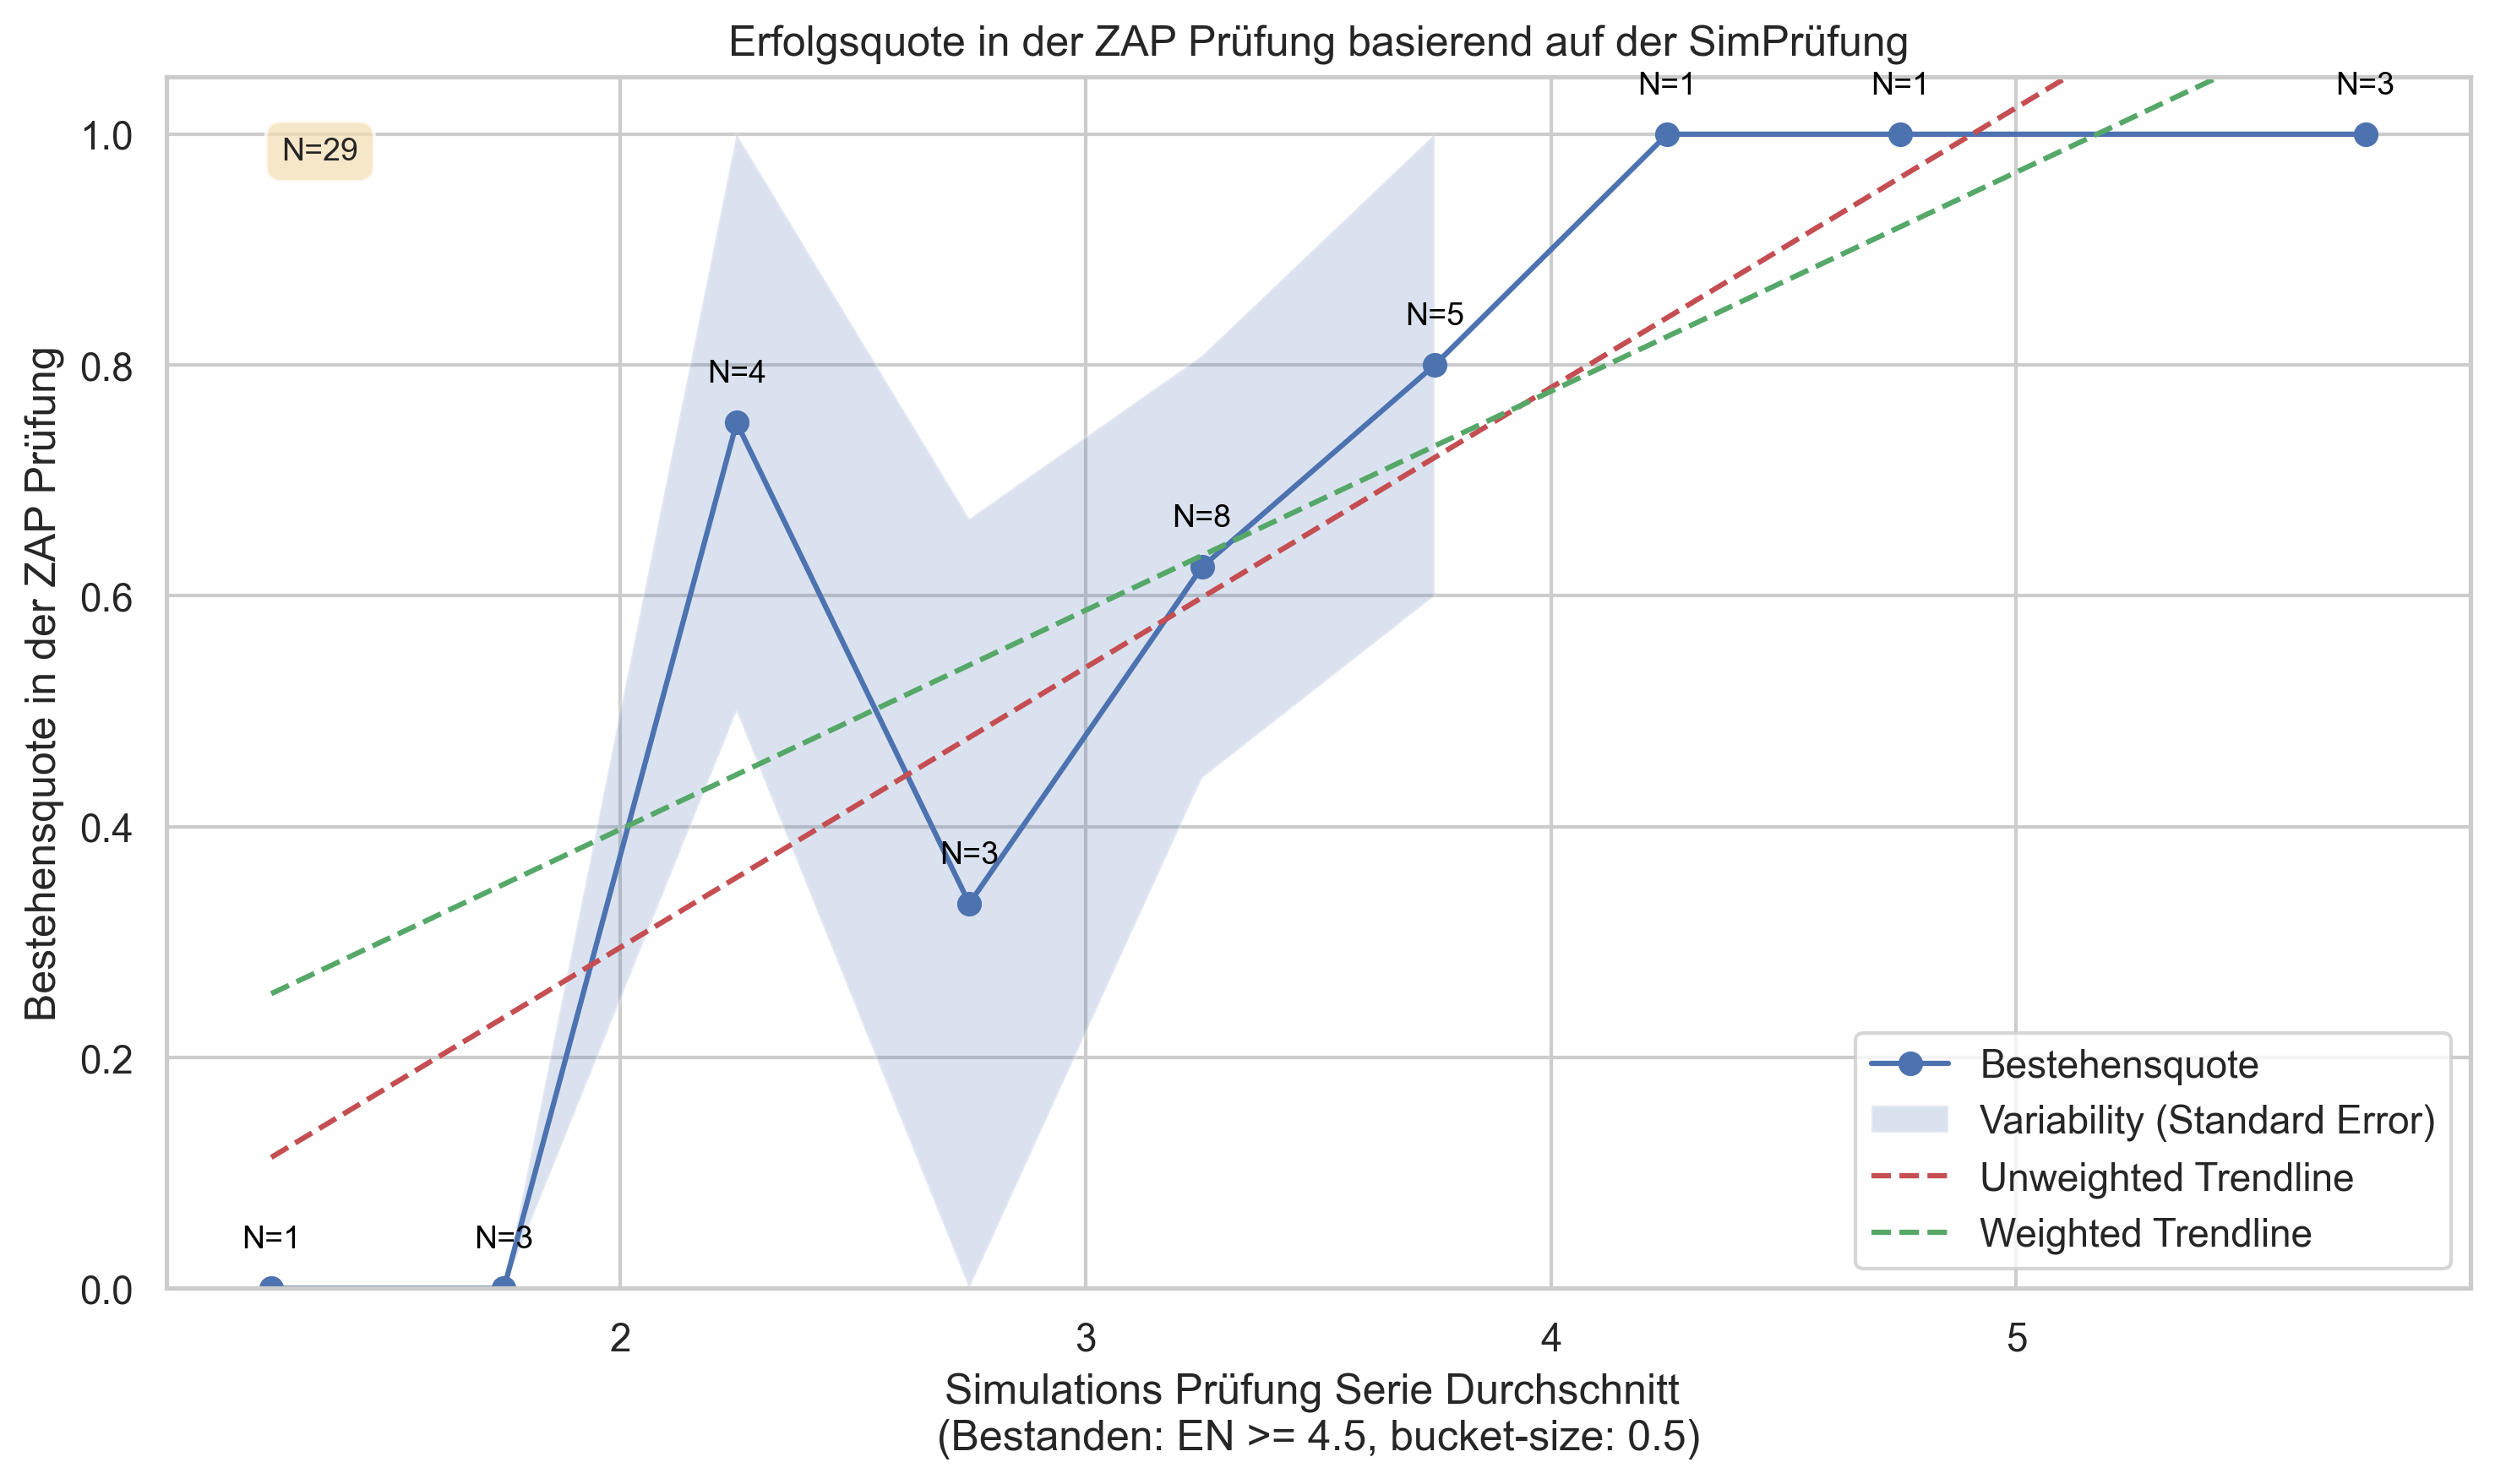 Erfolgsquote in der ZAP Prüfung basierend auf der SimPrüfung
N=29
N=1
N=3
N=4
N=3
N=8
N=5
N=1
N=1
N=3
Bestehensquote in der ZAP Prüfung
1.0
0.8
0.6
0.4
0.2
0.0
2
3
4
5
Simulations Prüfung Serie Durchschnitt
(Bestanden: EN >= 4.5, bucket-size: 0.5)
Bestehensquote
Variability (Standard Error)
Unweighted Trendline
Weighted Trendline